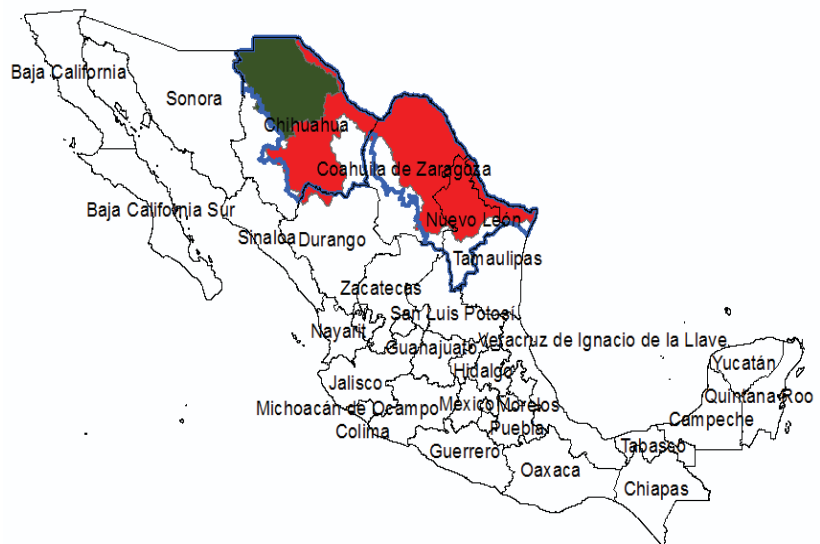 Baja California
Sonora
Chihuahua
Coahuila de Zaragoza
Baja California Sur
Nuevo León
Sinaloa
Durango
Tamaulipas
Zacatecas
San Luis Potosí
Nayarit
Veracruz de Ignacio de la Llave
Guanajuato
Yucatán
Hidalgo
Jalisco
Quintana Roo
Michoacán de Ocampo
México
Morelos
Campeche
Colima
Puebla
Guerrero
Tabasco
Oaxaca
Chiapas